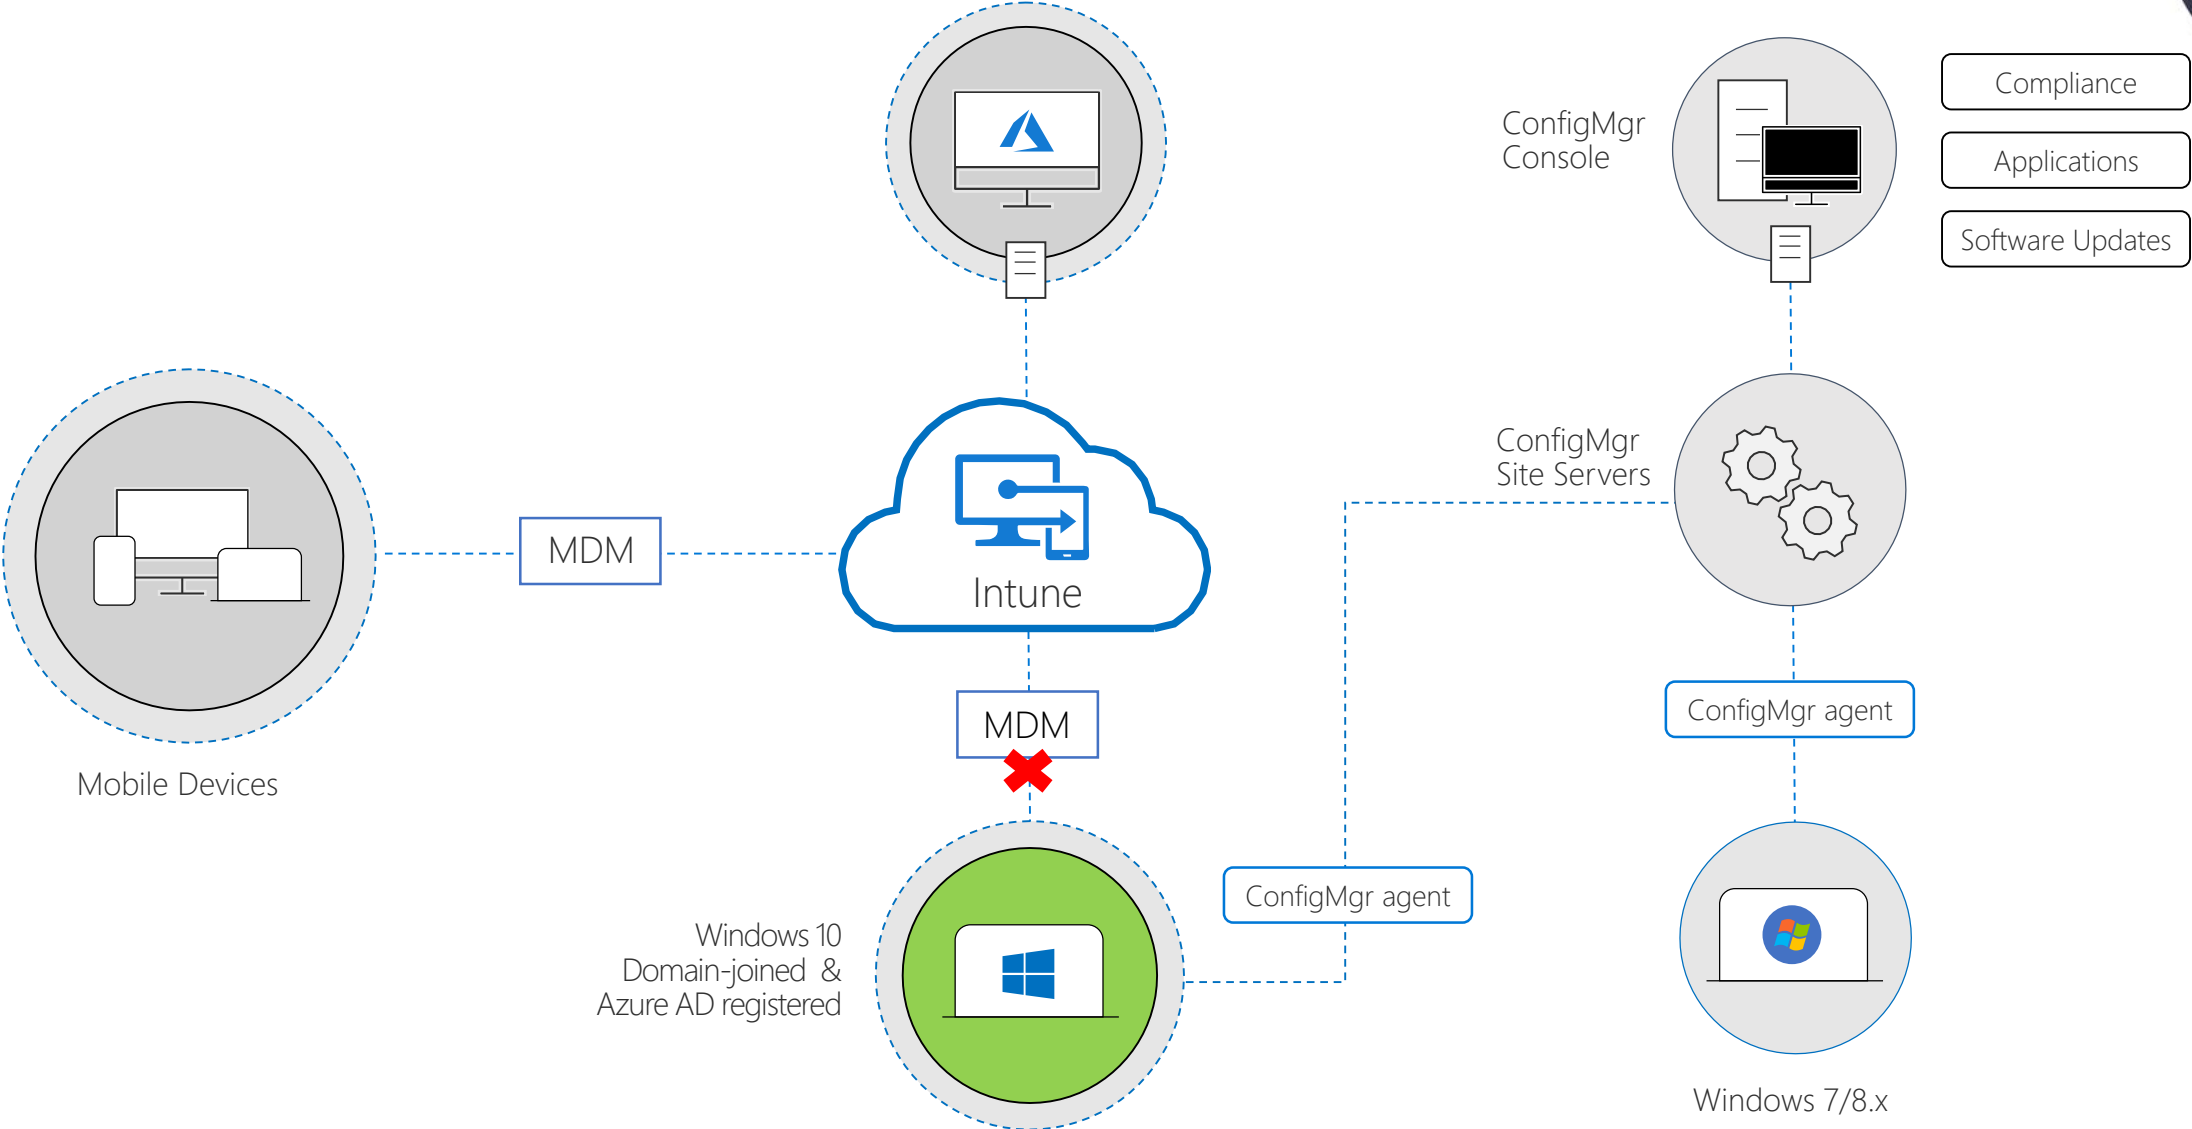 ConfigMgr
Console
Compliance
Applications
Software Updates
ConfigMgr
Site Servers
MDM
Intune
MDM
ConfigMgr agent
Mobile Devices
ConfigMgr agent
Windows 10
Domain-joined &
Azure AD registered
Windows 7/8.x